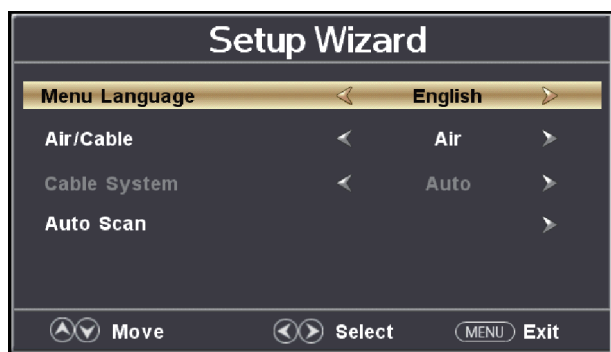 Setup Wizard
Menu Language English
Air/Cable Air
Cable System Auto
Auto Scan
Move Select MENU Exit